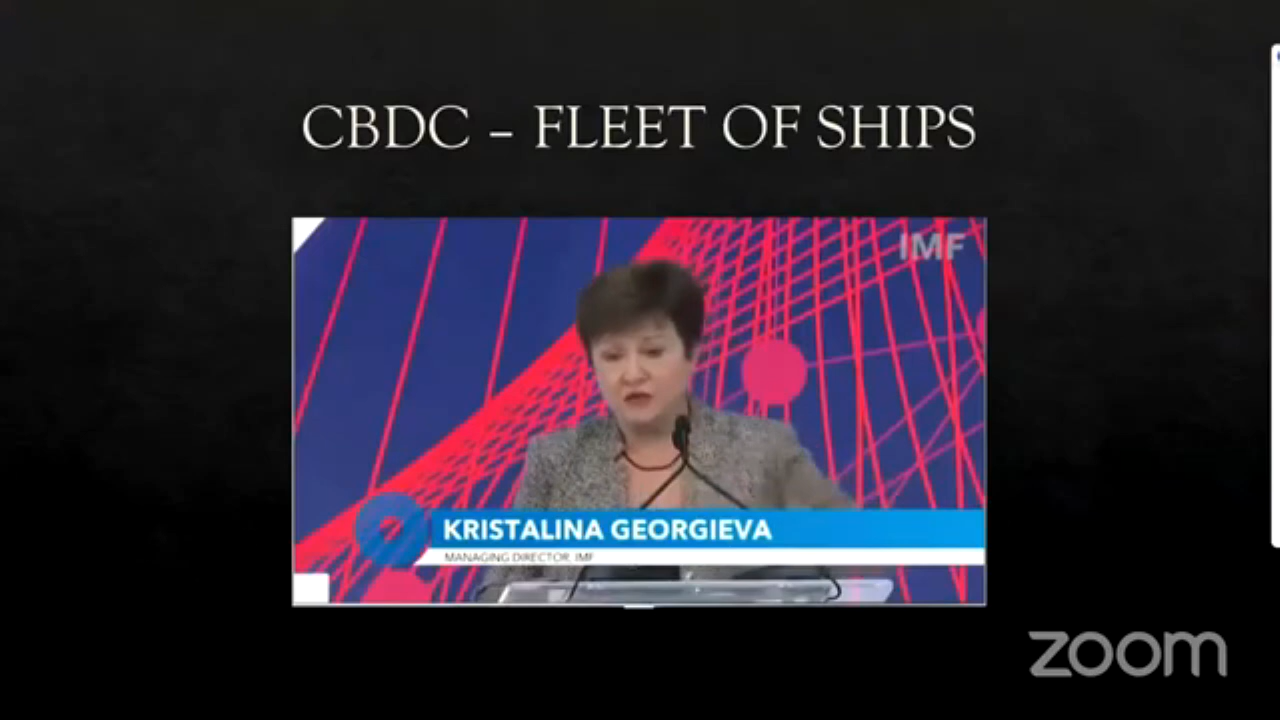 CBDC – FLEET OF SHIPS
IMF
KRISTALINA GEORGIEVA
MANAGING DIRECTOR, IMF
zoom